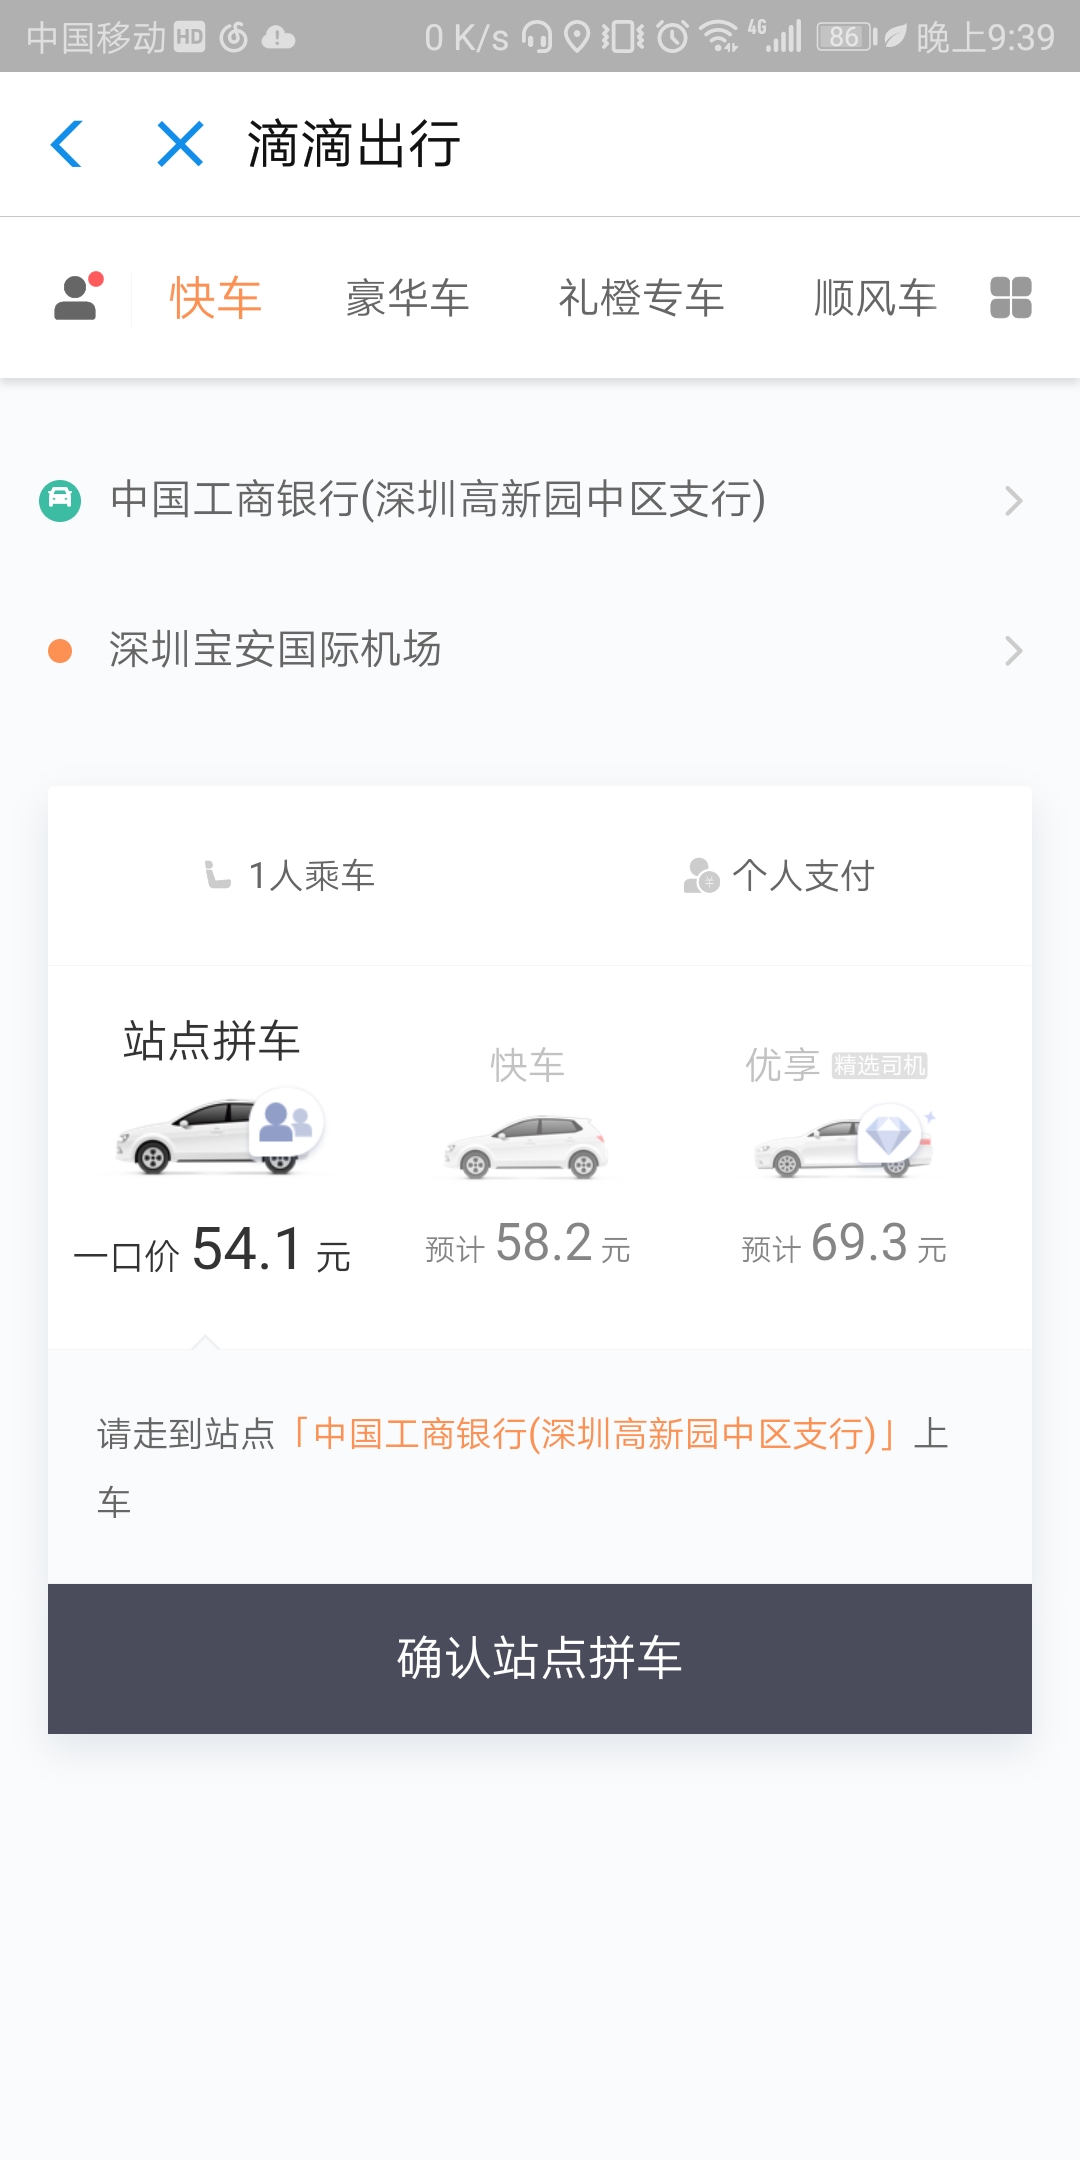 中国移动 HD 0 K/s 4G 86 晚上9:39
滴滴出行
快车 豪华车 礼橙专车 顺风车
中国工商银行(深圳高新园中区支行)
深圳宝安国际机场
1人乘车 个人支付
站点拼车 快车 优享 精选司机
一口价 54.1 元 预计 58.2 元 预计 69.3 元
请走到站点「中国工商银行(深圳高新园中区支行)」上
车
确认站点拼车